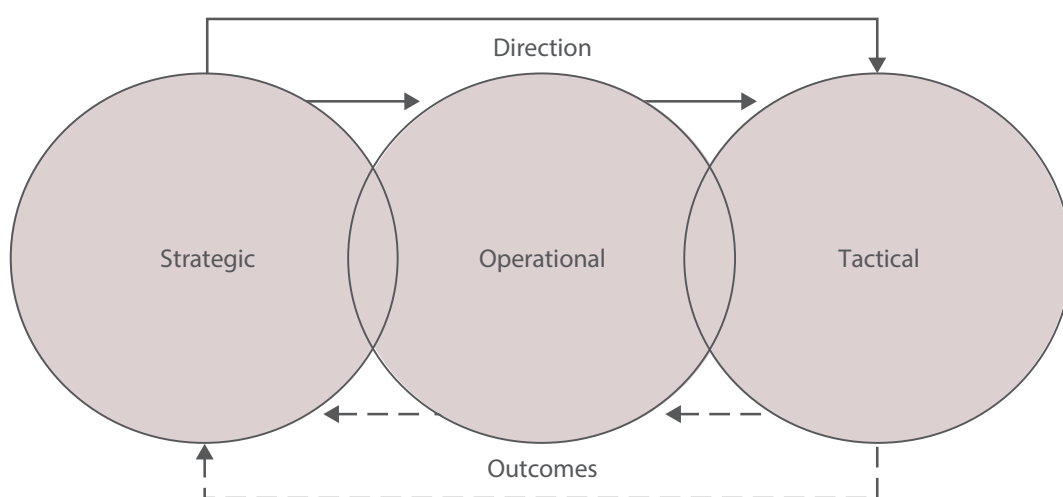 Direction
Strategic
Operational
Tactical
Outcomes